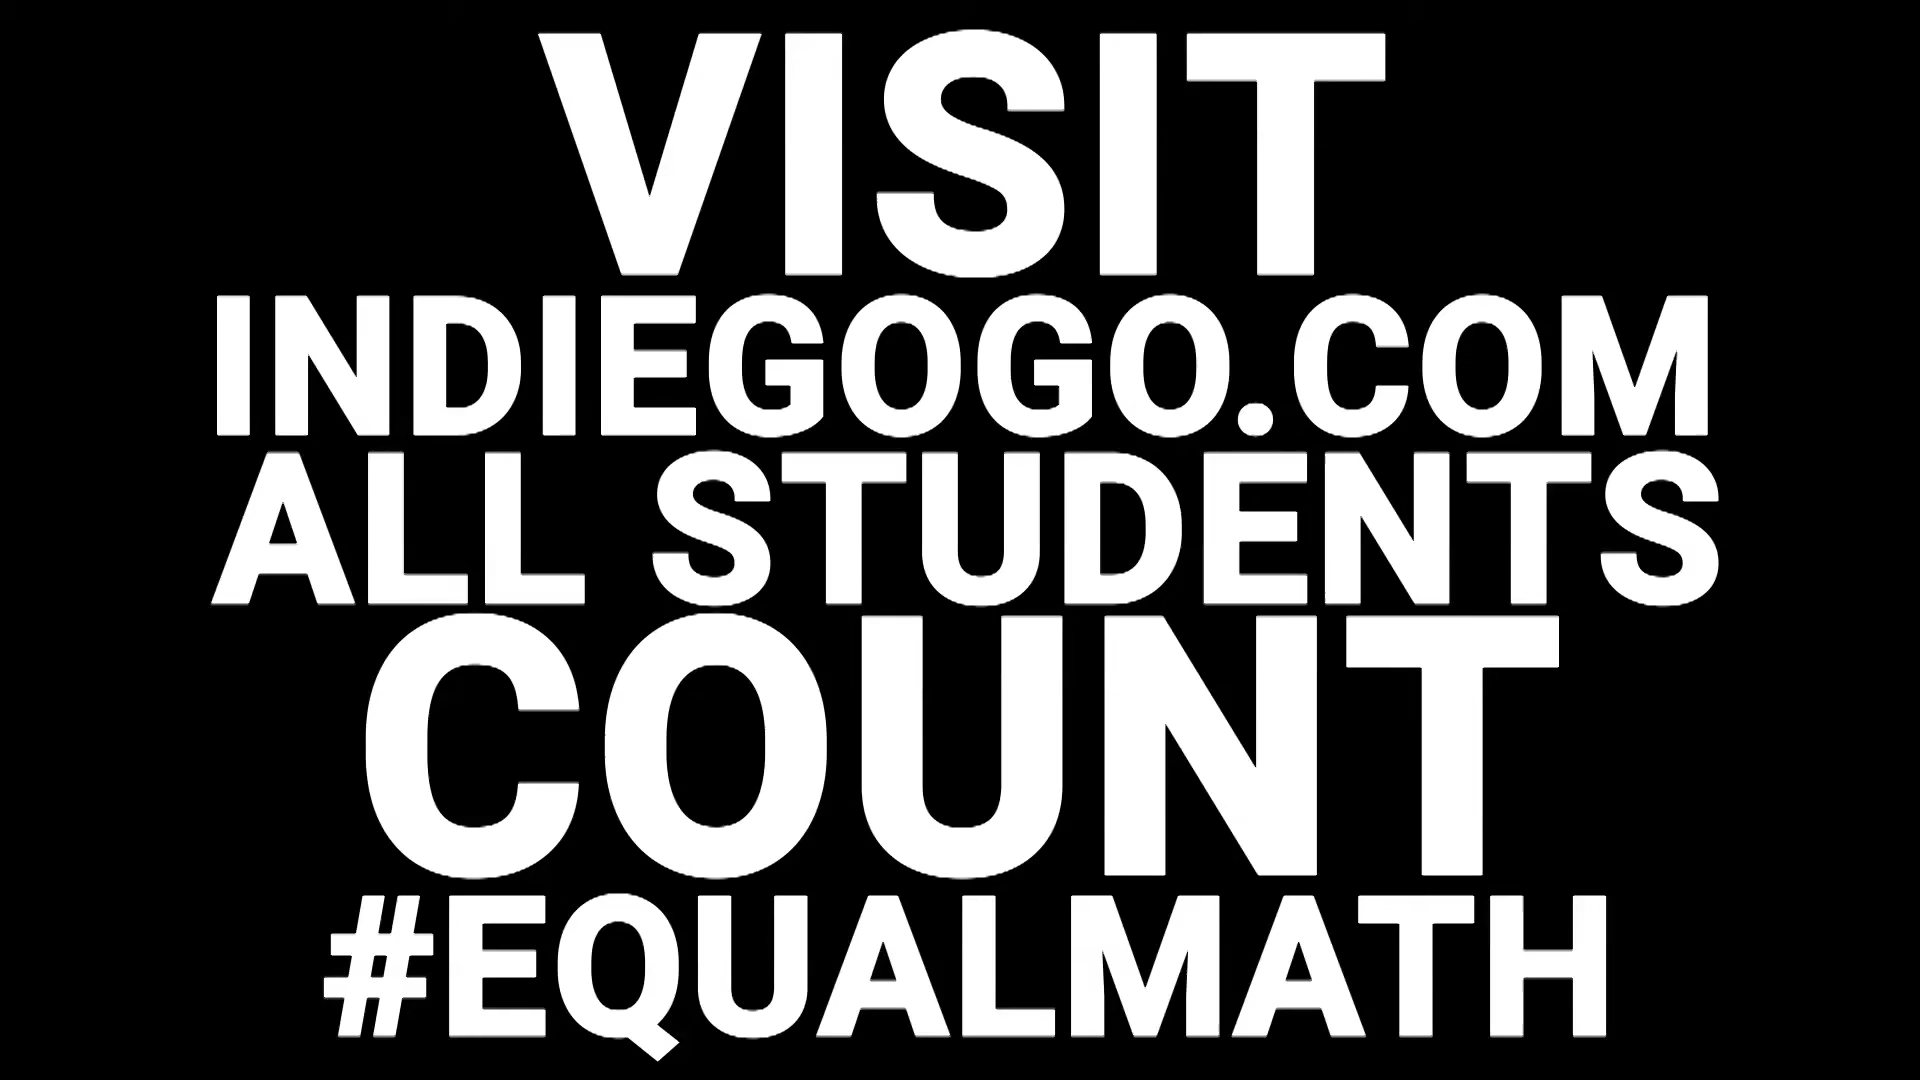 VISIT
INDIEGOGO.COM
ALL STUDENTS
COUNT
#EQUALMATH